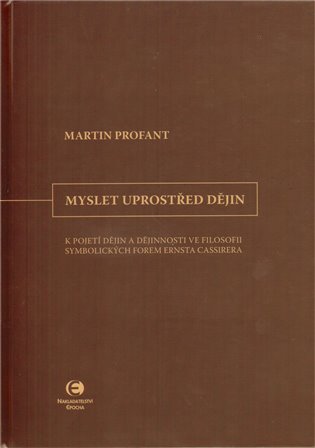 MARTIN PROFANT
MYSLET UPROSTŘED DĚJIN
K POJETÍ DĚJIN A DĚJINNOSTI VE FILOSOFII
SYMBOLICKÝCH FOREM ERNSTA CASSIRERA
NAKLADATELSTVÍ
EPOCHA